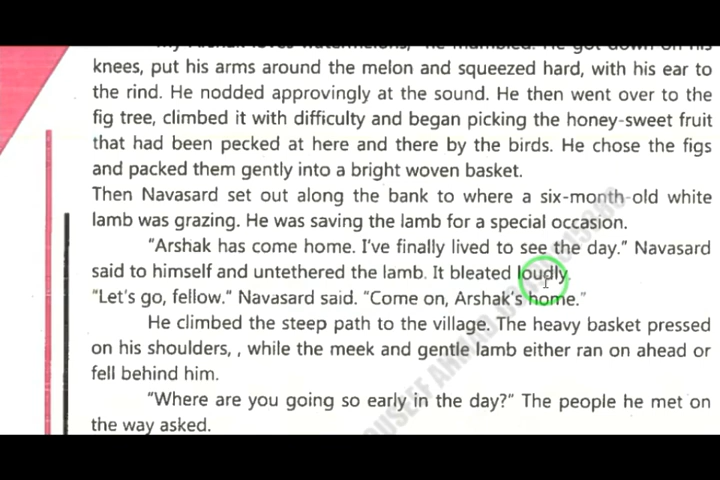 knees, put his arms around the melon and squeezed hard, with his ear to
the rind. He nodded approvingly at the sound. He then went over to the
fig tree, climbed it with difficulty and began picking the honey-sweet fruit
that had been pecked at here and there by the birds. He chose the figs
and packed them gently into a bright woven basket.
Then Navasard set out along the bank to where a six-month-old white
lamb was grazing. He was saving the lamb for a special occasion.
"Arshak has come home. I've finally lived to see the day." Navasard
said to himself and untethered the lamb. It bleated loudly.
"Let's go, fellow." Navasard said. "Come on, Arshak's home."
He climbed the steep path to the village. The heavy basket pressed
on his shoulders, , while the meek and gentle lamb either ran on ahead or
fell behind him.
"Where are you going so early in the day?" The people he met on
the way asked.